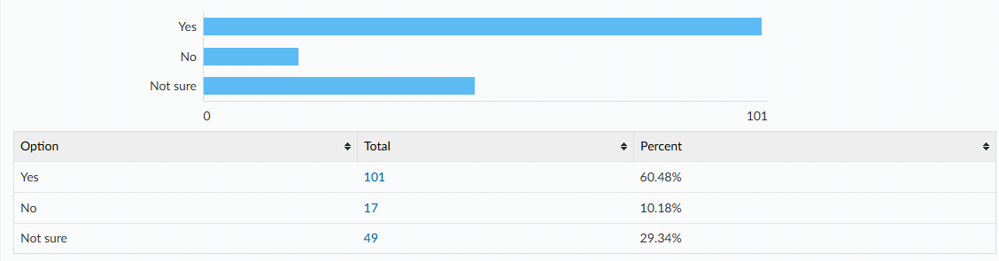 Yes
No
Not sure
0 101
Option Total Percent
Yes 101 60.48%
No 17 10.18%
Not sure 49 29.34%